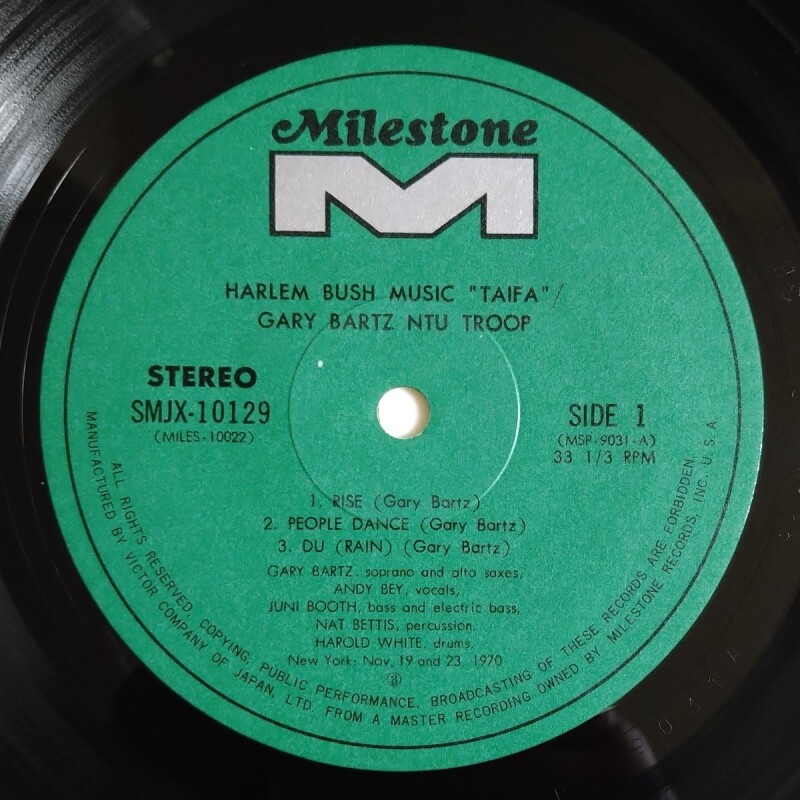 Milestone
HARLEM BUSH MUSIC "TAIFA"/
GARY BARTZ NTU TROOP
STEREO
SMJX-10129
(MILES-10022)
SIDE 1
(MSP-9031-A)
33 1/3 RPM
1. RISE (Gary Bartz)
2. PEOPLE DANCE (Gary Bartz)
3. DU (RAIN) (Gary Bartz)
GARY BARTZ, soprano and alto saxes,
ANDY BEY, vocals,
JUNI BOOTH, bass and electric bass,
NAT BETTIS, percussion,
HAROLD WHITE, drums,
New York: Nov, 19 and 23, 1970
ALL RIGHTS RESERVED. COPYING, PUBLIC PERFORMANCE, BROADCASTING OF THESE RECORDS ARE FORBIDDEN.
MANUFACTURED BY VICTOR COMPANY OF JAPAN, LTD. FROM A MASTER RECORDING OWNED BY MILESTONE RECORDS, INC. U. S. A.